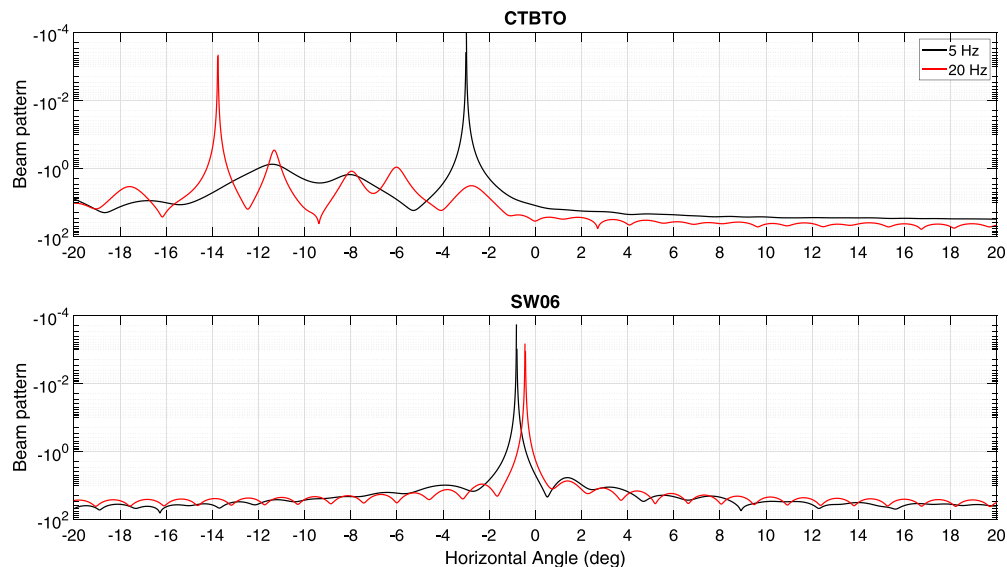 CTBTO
-10^-4
-10^-2
-10^0
-10^2
Beam pattern
5 Hz
20 Hz
-20 -18 -16 -14 -12 -10 -8 -6 -4 -2 0 2 4 6 8 10 12 14 16 18 20
SW06
-10^-4
-10^-2
-10^0
-10^2
Beam pattern
-20 -18 -16 -14 -12 -10 -8 -6 -4 -2 0 2 4 6 8 10 12 14 16 18 20
Horizontal Angle (deg)